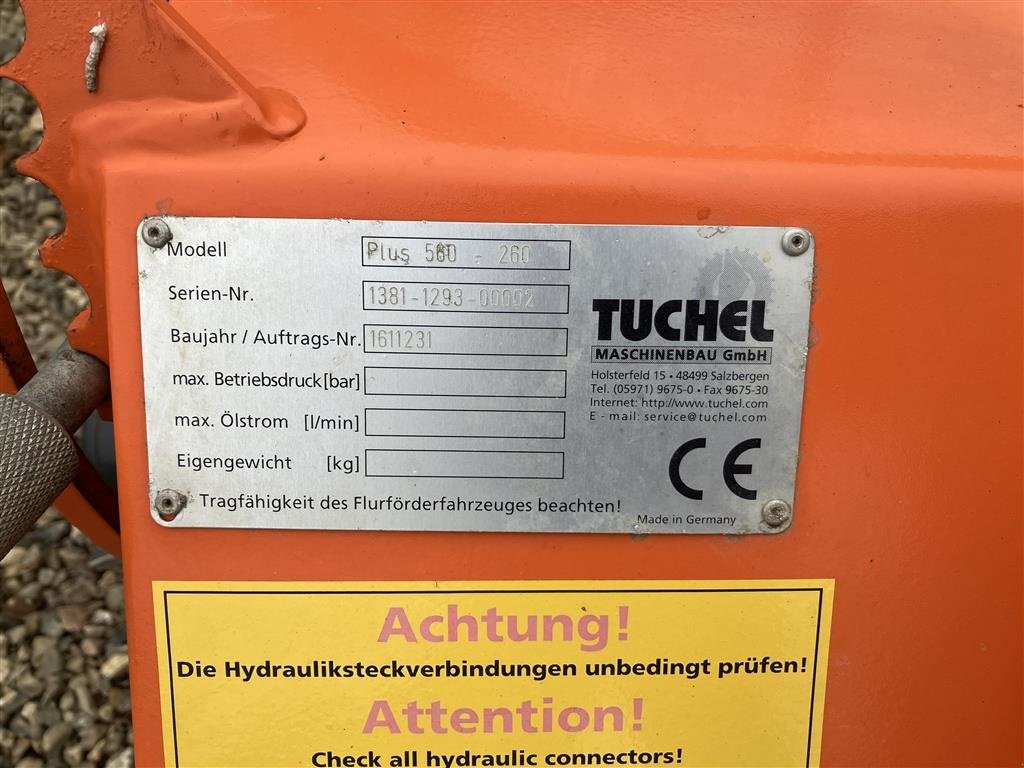 Modell Plus 560 - 260
Serien-Nr. 1381-1293-00002
Baujahr / Auftrags-Nr. 1611231
max. Betriebsdruck [bar]
max. Ölstrom [l/min]
Eigengewicht [kg]
Tragfähigkeit des Flurförderfahrzeuges beachten!
TUCHEL
MASCHINENBAU GmbH
Holsterfeld 15 • 48499 Salzbergen
Tel. (05971) 9675-0 • Fax 9675-30
Internet: http://www.tuchel.com
E - mail: service@tuchel.com
CE
Made in Germany
Achtung!
Die Hydrauliksteckverbindungen unbedingt prüfen!
Attention!
Check all hydraulic connectors!